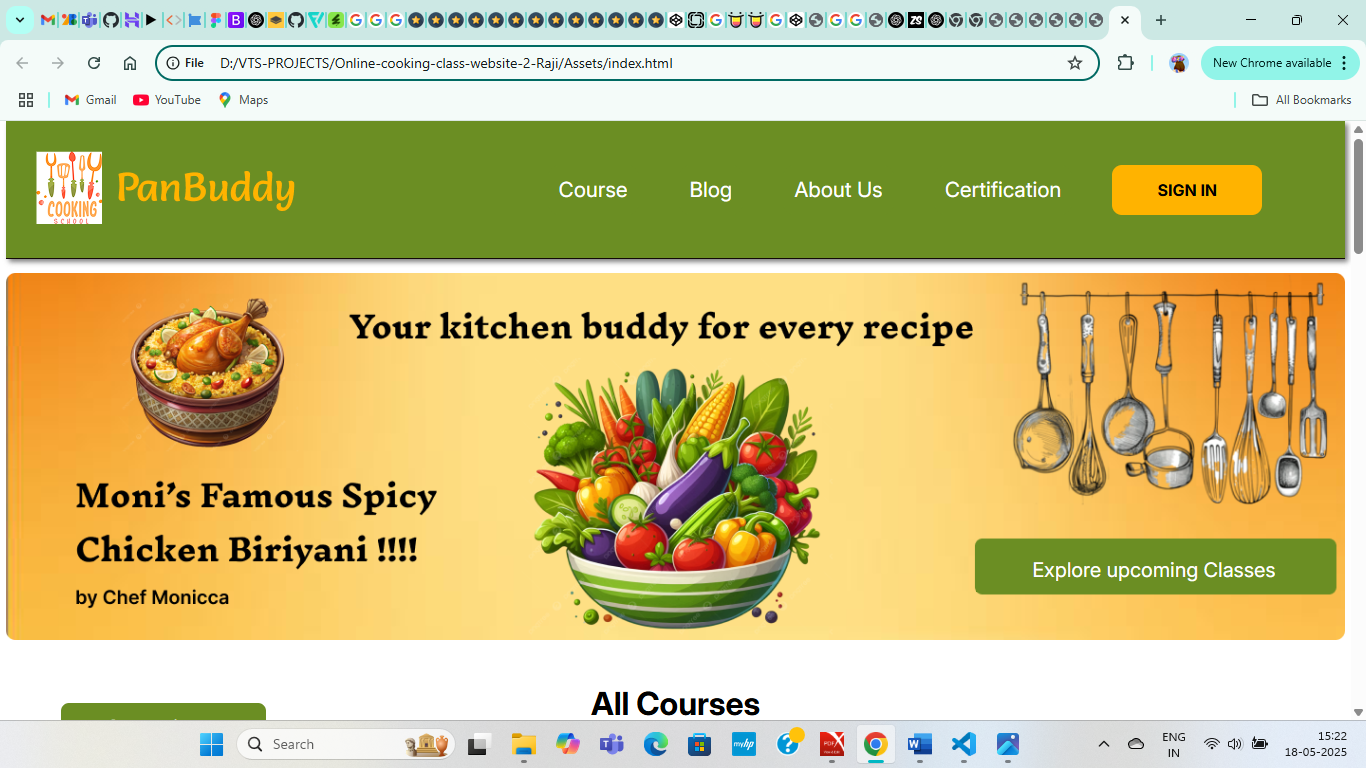 File D:/VTS-PROJECTS/Online-cooking-class-website-2-Raji/Assets/index.html
New Chrome available
Gmail YouTube Maps All Bookmarks
COOKING
SCHOOL
PanBuddy Course Blog About Us Certification SIGN IN
Your kitchen buddy for every recipe
Moni’s Famous Spicy
Chicken Biriyani !!!!
by Chef Monicca
Explore upcoming Classes
All Courses
Search
ENG
IN
15:22
18-05-2025